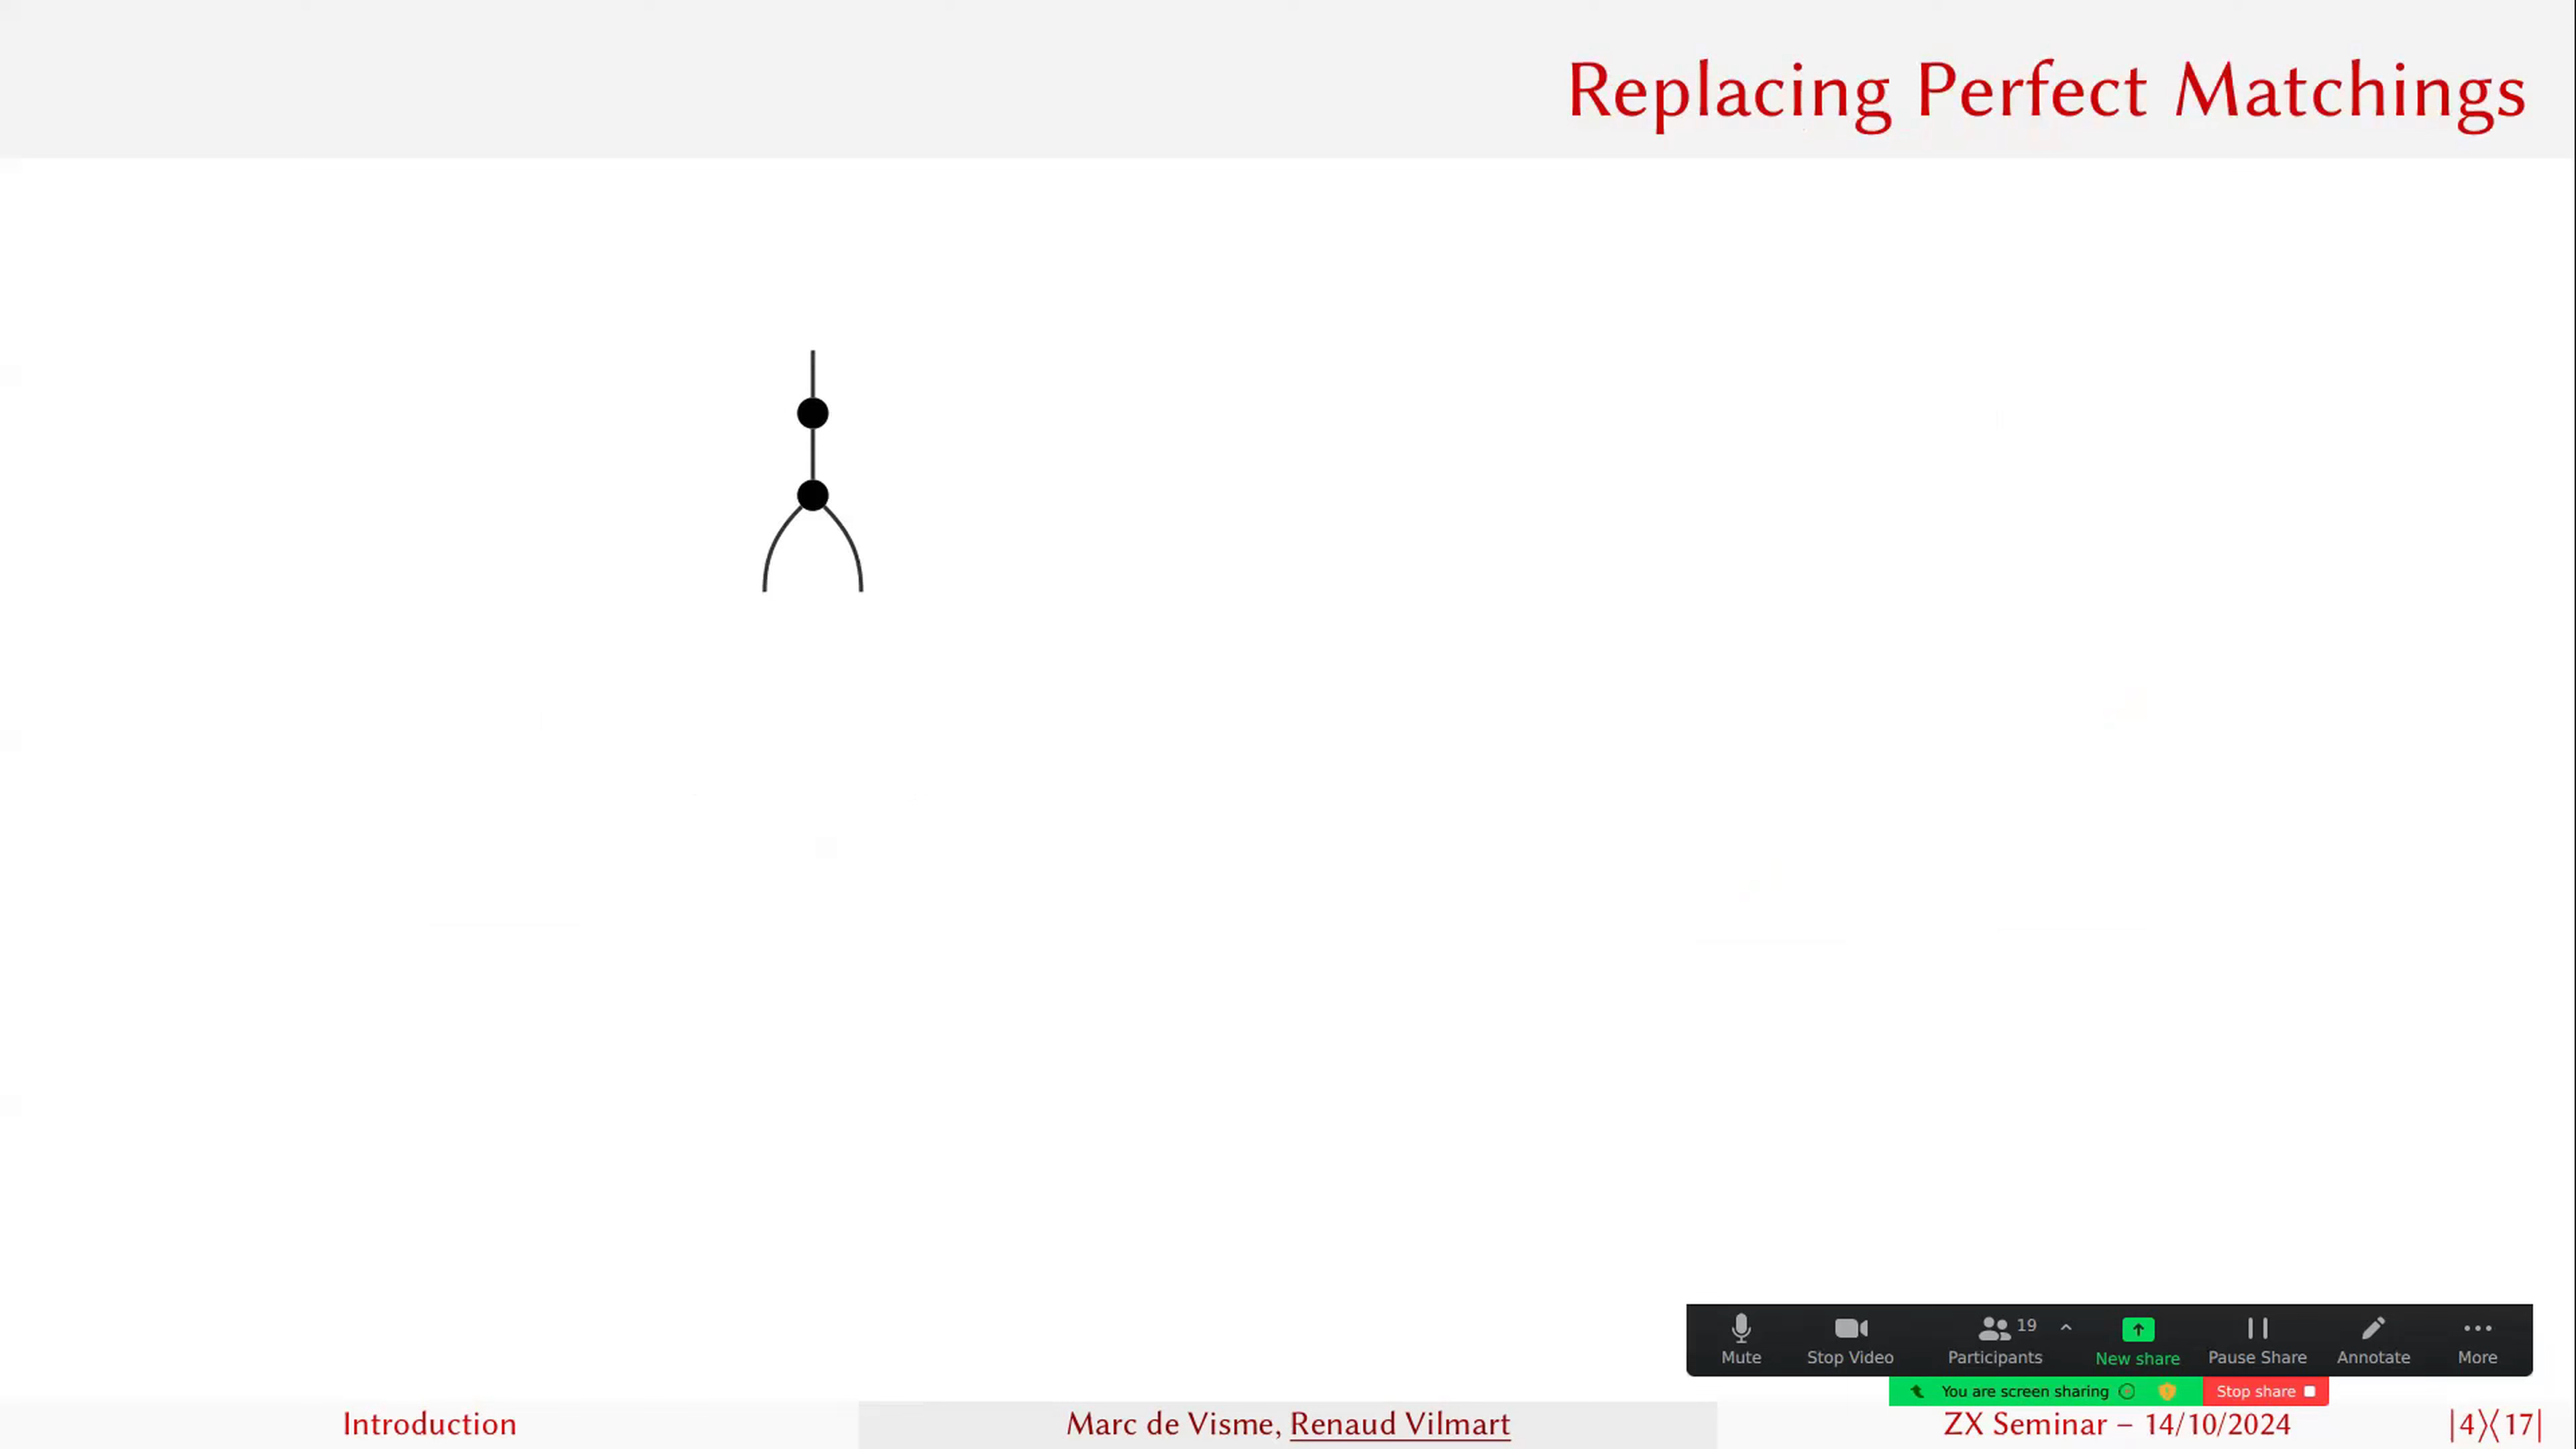 Replacing Perfect Matchings
19
Mute Stop Video Participants New share Pause Share Annotate More
You are screen sharing Stop share
Introduction Marc de Visme, Renaud Vilmart ZX Seminar – 14/10/2024 |4⟩⟨17|